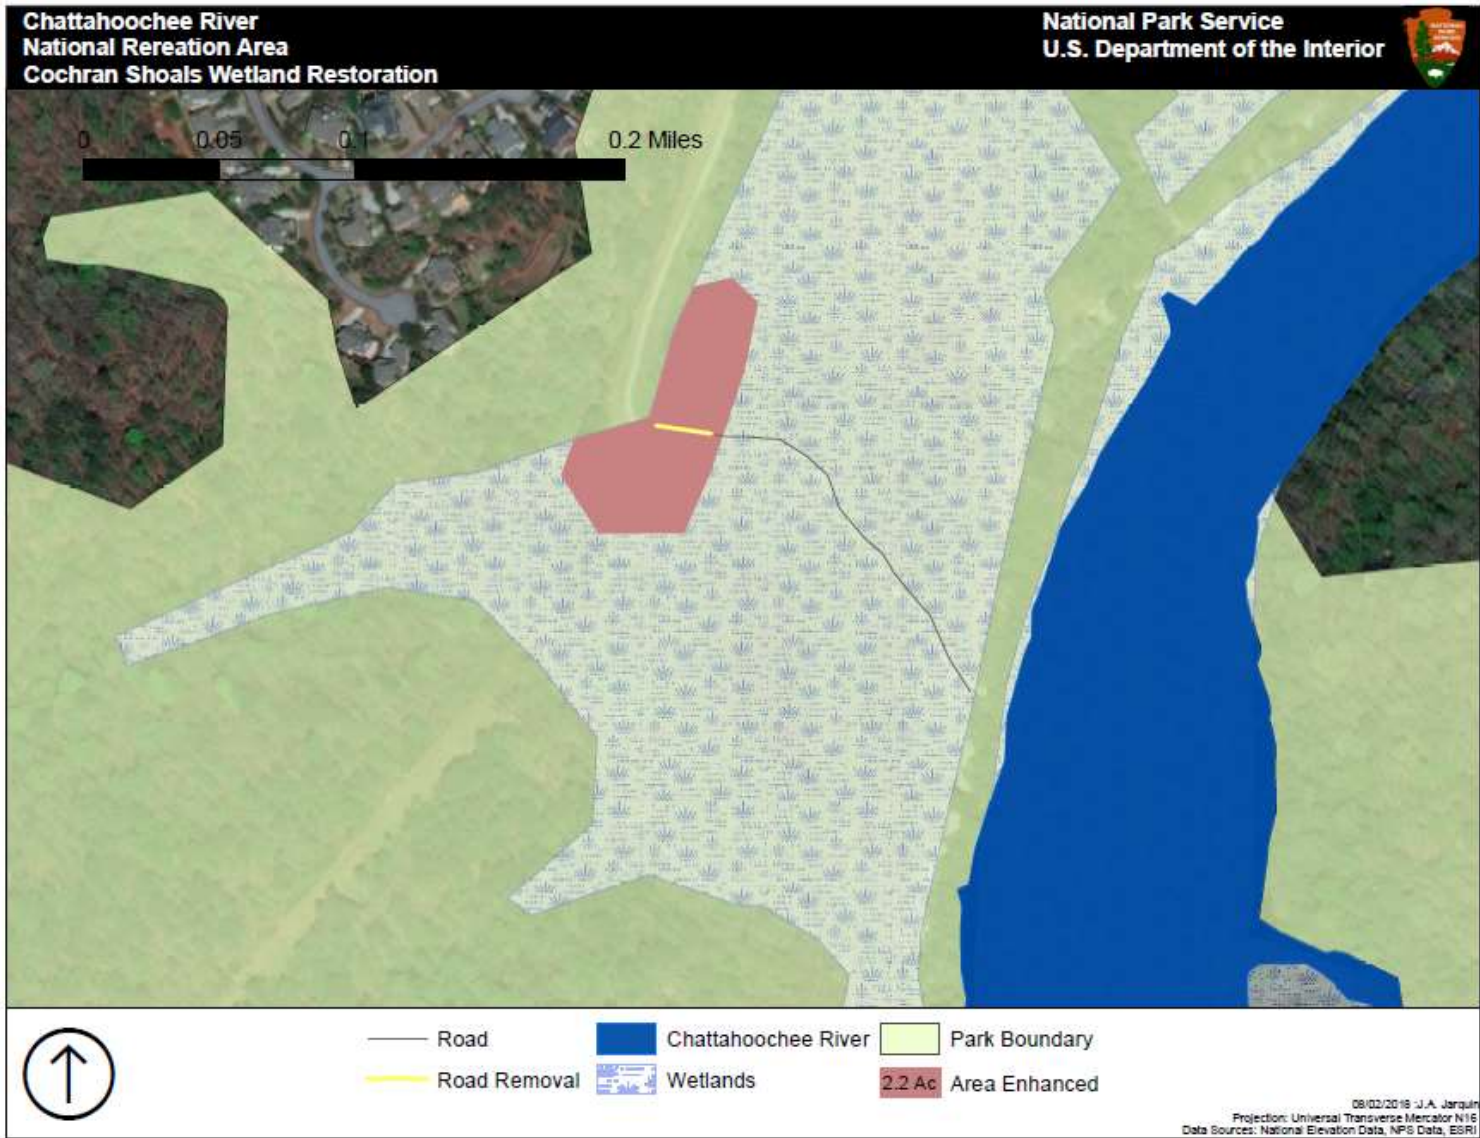 Chattahoochee River
National Rereation Area
Cochran Shoals Wetland Restoration
National Park Service
U.S. Department of the Interior
0 0.05 0.1 0.2 Miles
Road
Road Removal
Chattahoochee River
Wetlands
Park Boundary
2.2 Ac Area Enhanced
J.A. Jarquin
Projection: Universal Transverse Mercator N16
Data Sources: National Elevation Data, NPS Data, ESRI